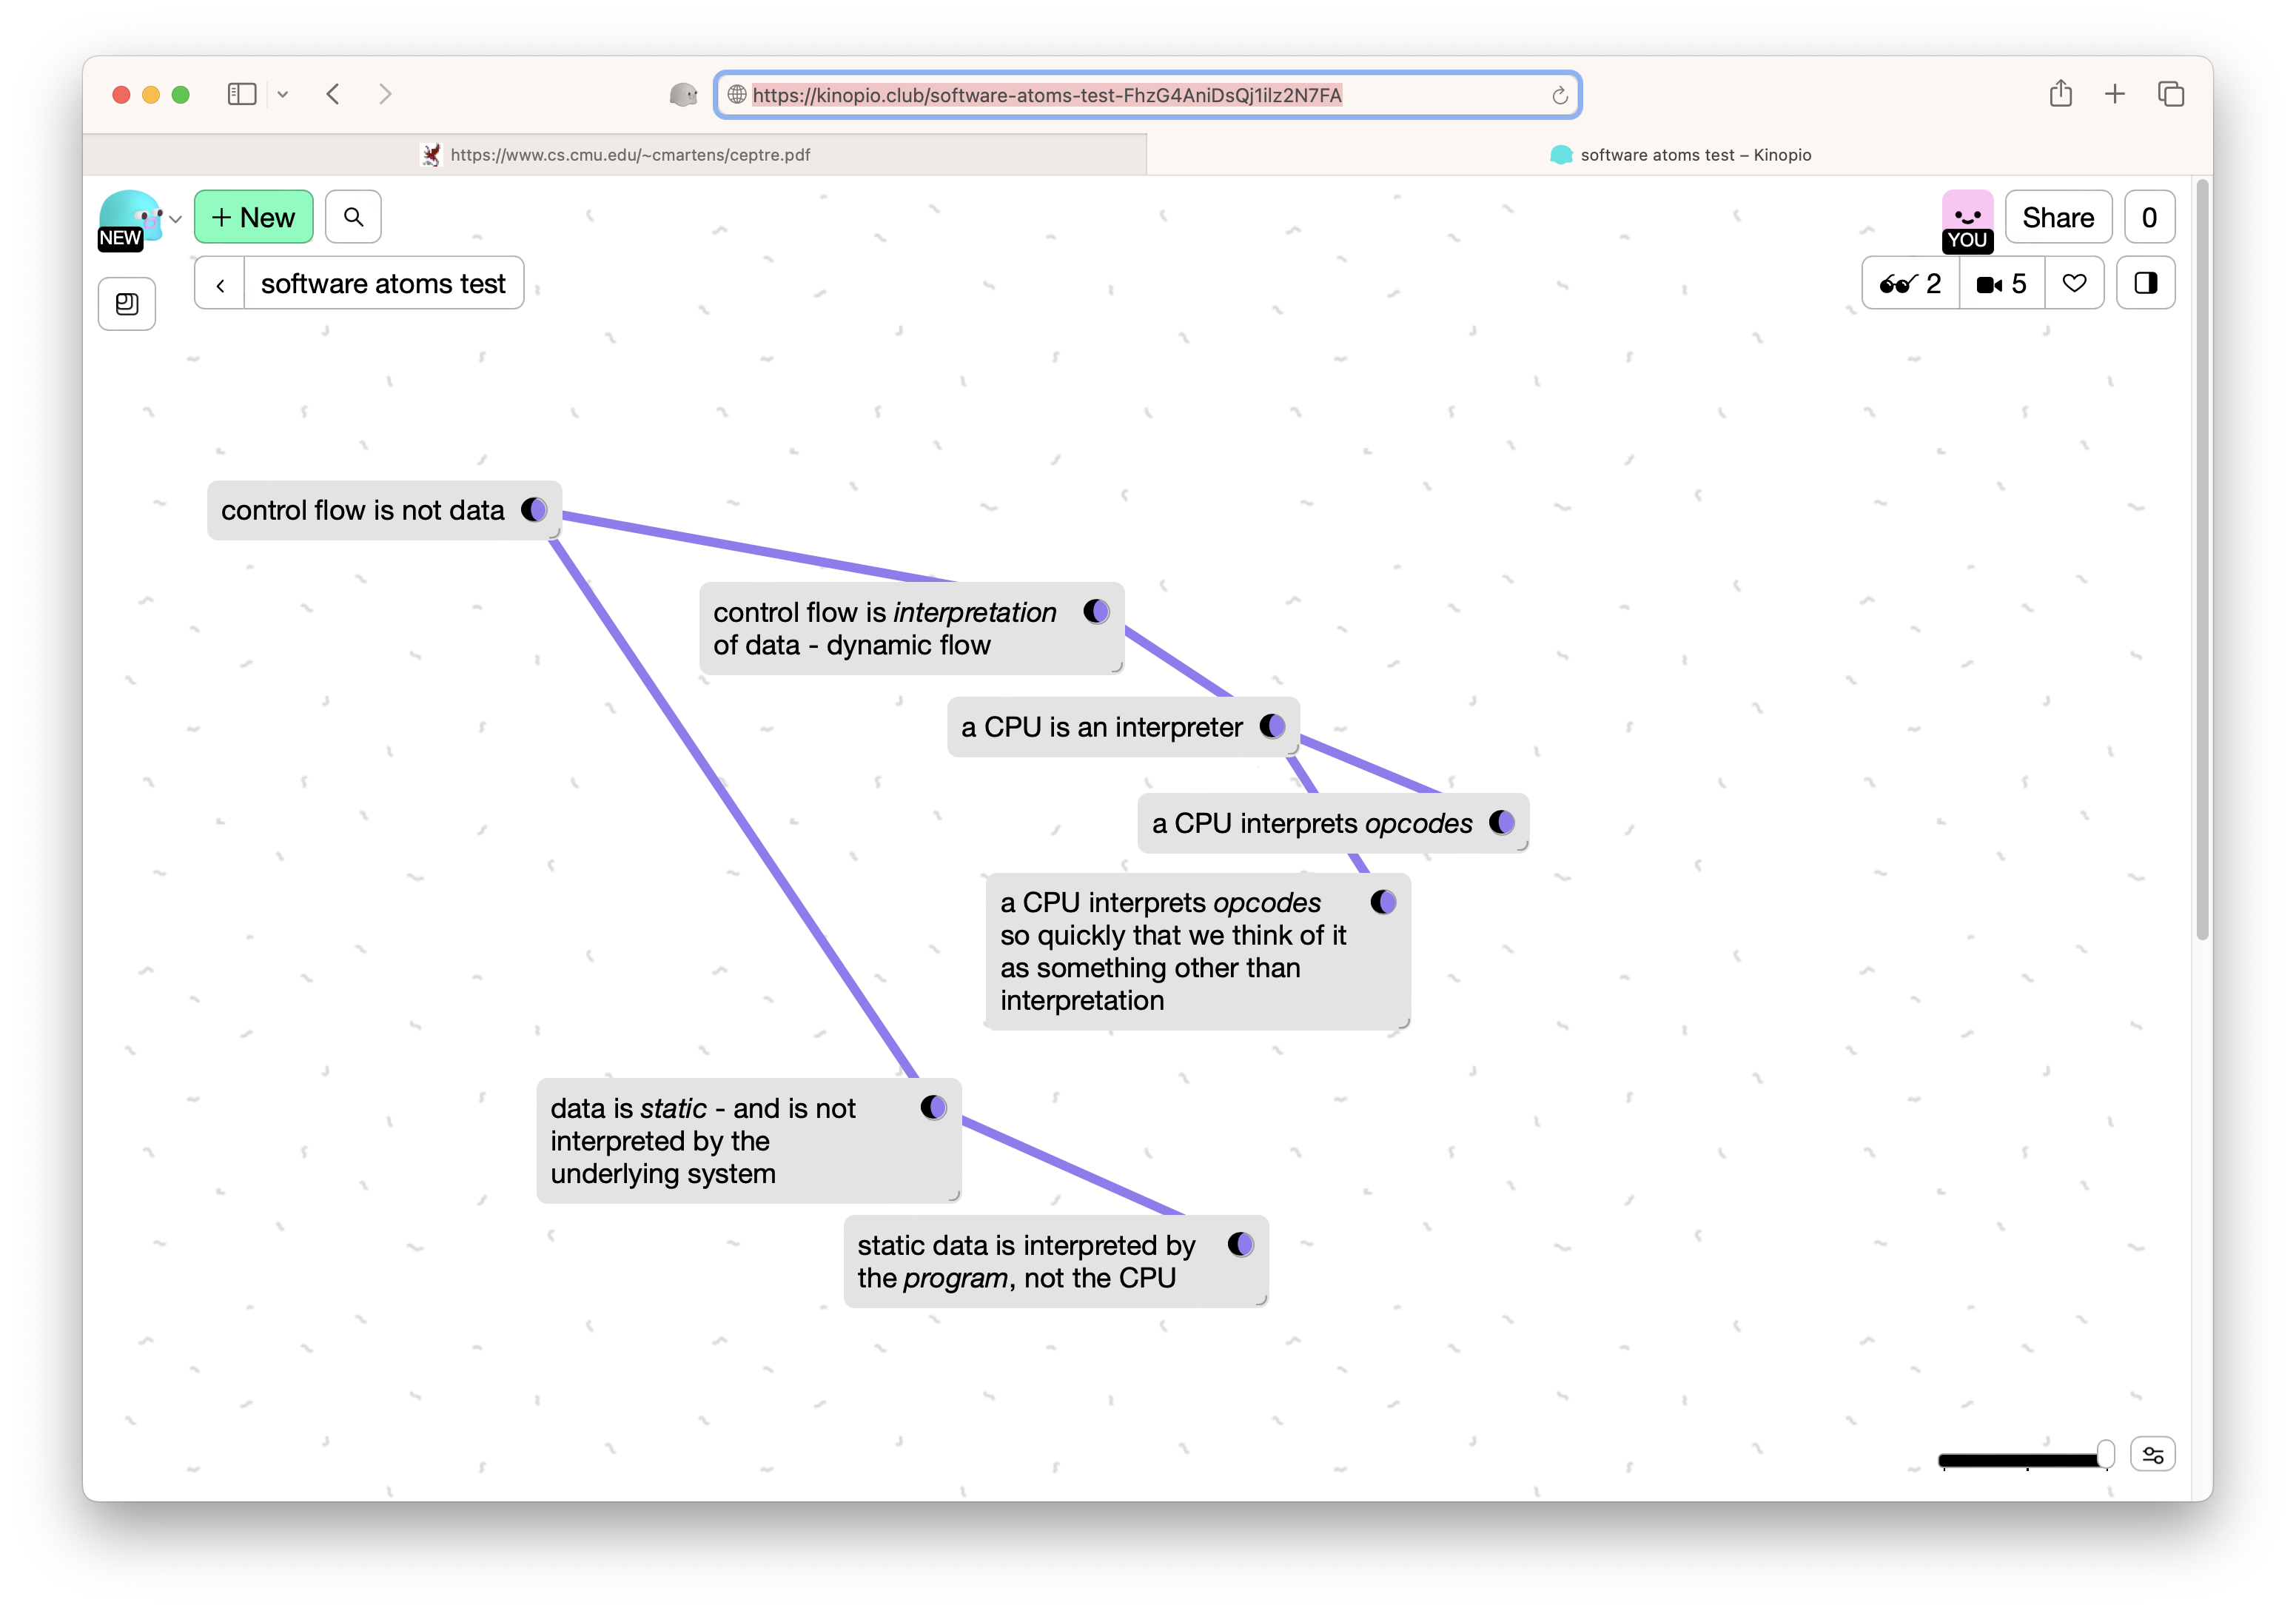 https://kinopio.club/software-atoms-test-FhzG4AniDsQj1ilz2N7FA
https://www.cs.cmu.edu/~cmartens/ceptre.pdf
software atoms test – Kinopio
NEW
+ New
YOU
Share
0
software atoms test
2
5
control flow is not data
control flow is interpretation
of data - dynamic flow
a CPU is an interpreter
a CPU interprets opcodes
a CPU interprets opcodes
so quickly that we think of it
as something other than
interpretation
data is static - and is not
interpreted by the
underlying system
static data is interpreted by
the program, not the CPU